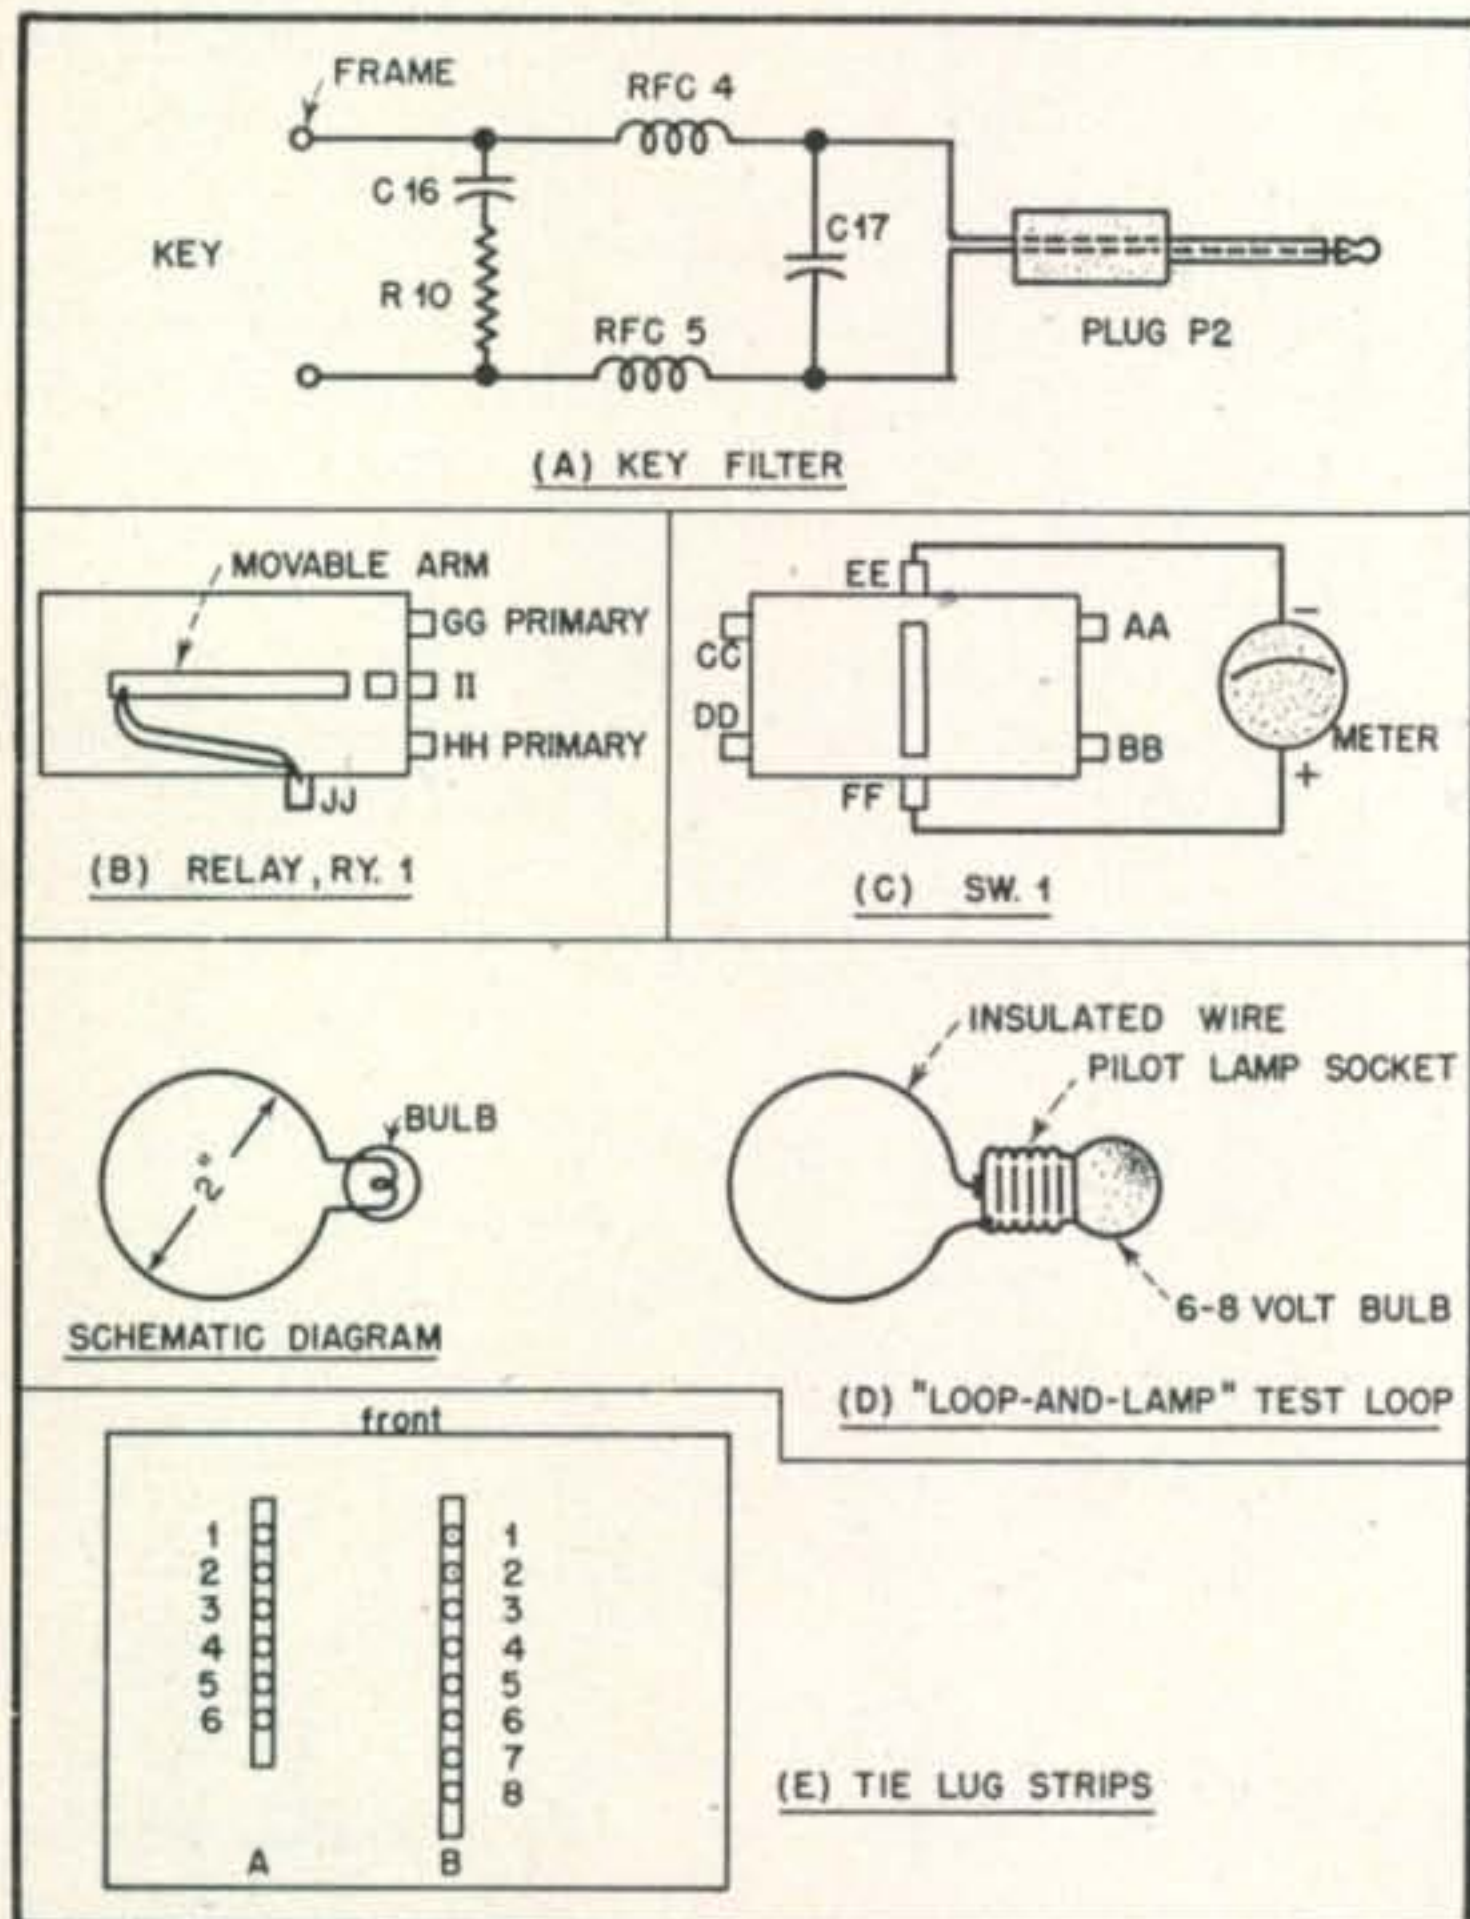 FRAME
RFC 4
C 16
KEY
C17
R 10
RFC 5
PLUG P2
(A) KEY FILTER
MOVABLE ARM
GG PRIMARY
II
HH PRIMARY
JJ
(B) RELAY, RY. 1
EE
CC
AA
DD
BB
FF
-
METER
+
(C) SW. 1
INSULATED WIRE
PILOT LAMP SOCKET
BULB
2"
6-8 VOLT BULB
SCHEMATIC DIAGRAM
(D) "LOOP-AND-LAMP" TEST LOOP
front
1 1
2 2
3 3
4 4
5 5
6 6
7
8
A B
(E) TIE LUG STRIPS